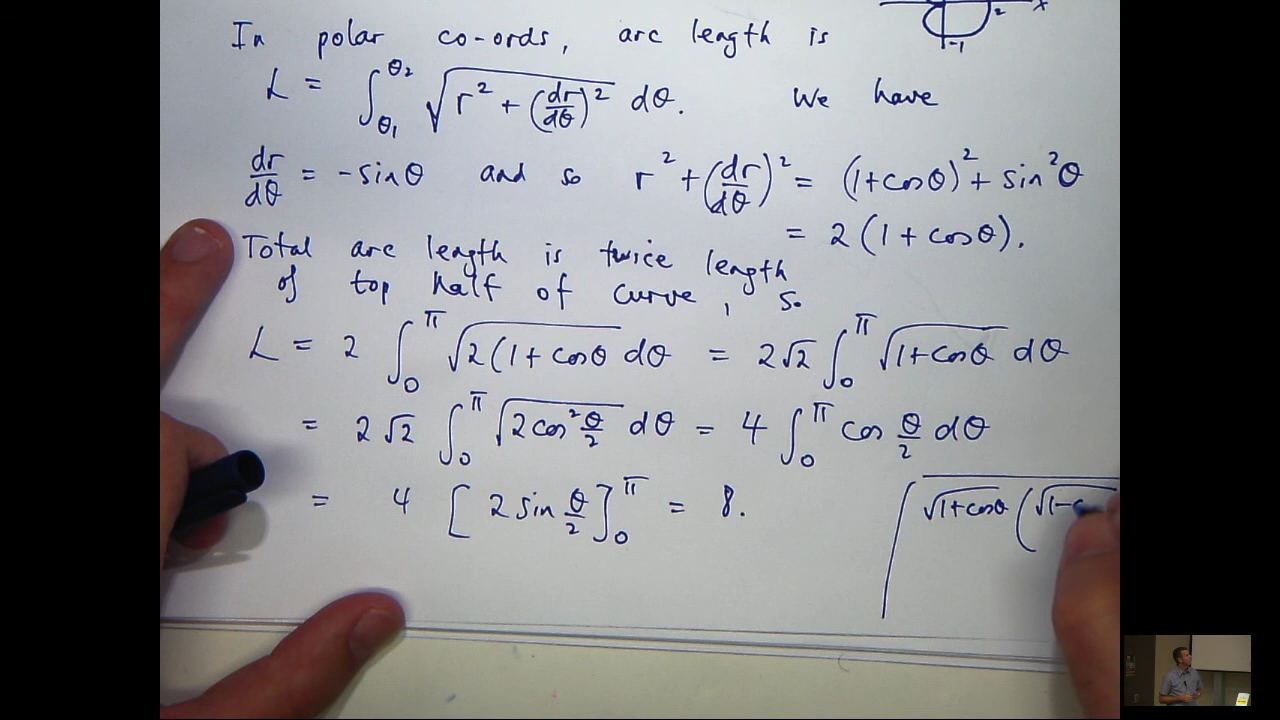 -1
2
x
In polar co-ords, arc length is
L = ∫_{θ₁}^{θ₂} √(r² + (dr/dθ)²) dθ. We have
dr/dθ = -sinθ and so r² + (dr/dθ)² = (1+cosθ)² + sin²θ
= 2(1+cosθ).
Total arc length is twice length
of top half of curve, so
L = 2 ∫_0^π √2(1+cosθ dθ = 2√2 ∫_0^π √1+cosθ dθ
= 2√2 ∫_0^π √(2cos² θ/2) dθ = 4 ∫_0^π cos θ/2 dθ
= 4 [2 sin θ/2]_0^π = 8.
√1+cosθ (√1-c